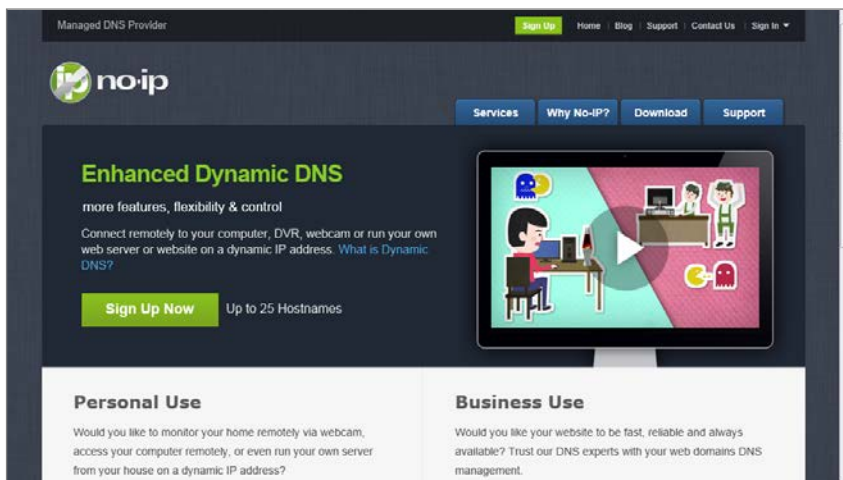 Managed DNS Provider
Sign Up Home Blog Support Contact Us Sign In
ip no·ip
Services Why No-IP? Download Support
Enhanced Dynamic DNS
more features, flexibility & control
Connect remotely to your computer, DVR, webcam or run your own
web server or website on a dynamic IP address. What is Dynamic
DNS?
Sign Up Now Up to 25 Hostnames
Personal Use
Would you like to monitor your home remotely via webcam,
access your computer remotely, or even run your own server
from your house on a dynamic IP address?
Business Use
Would you like your website to be fast, reliable and always
available? Trust our DNS experts with your web domains DNS
management.